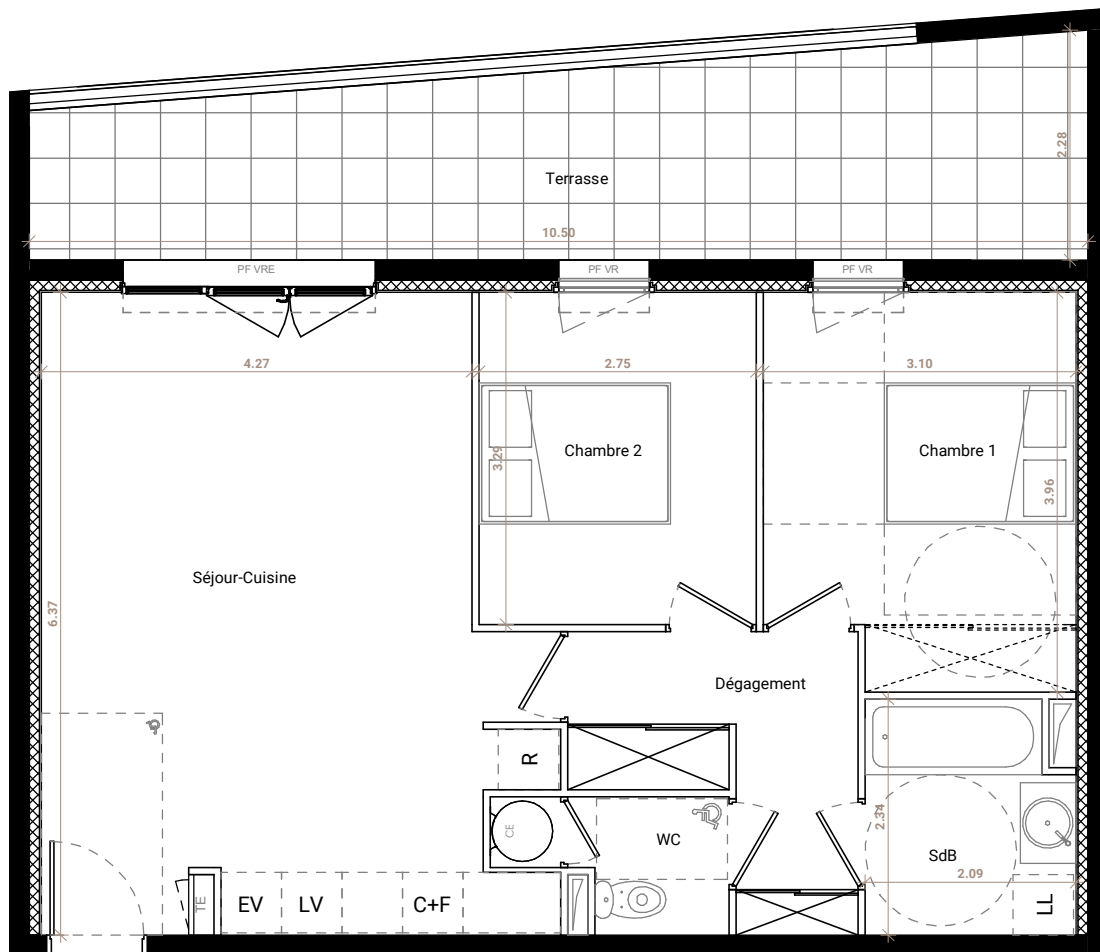 2.28
Terrasse
10.50
PF VRE
PF VR
PF VR
4.27
2.75
3.10
Chambre 2
Chambre 1
3.29
3.96
Séjour-Cuisine
6.37
Dégagement
R
CE
WC
2.34
SdB
2.09
TE
EV
LV
C+F
LL